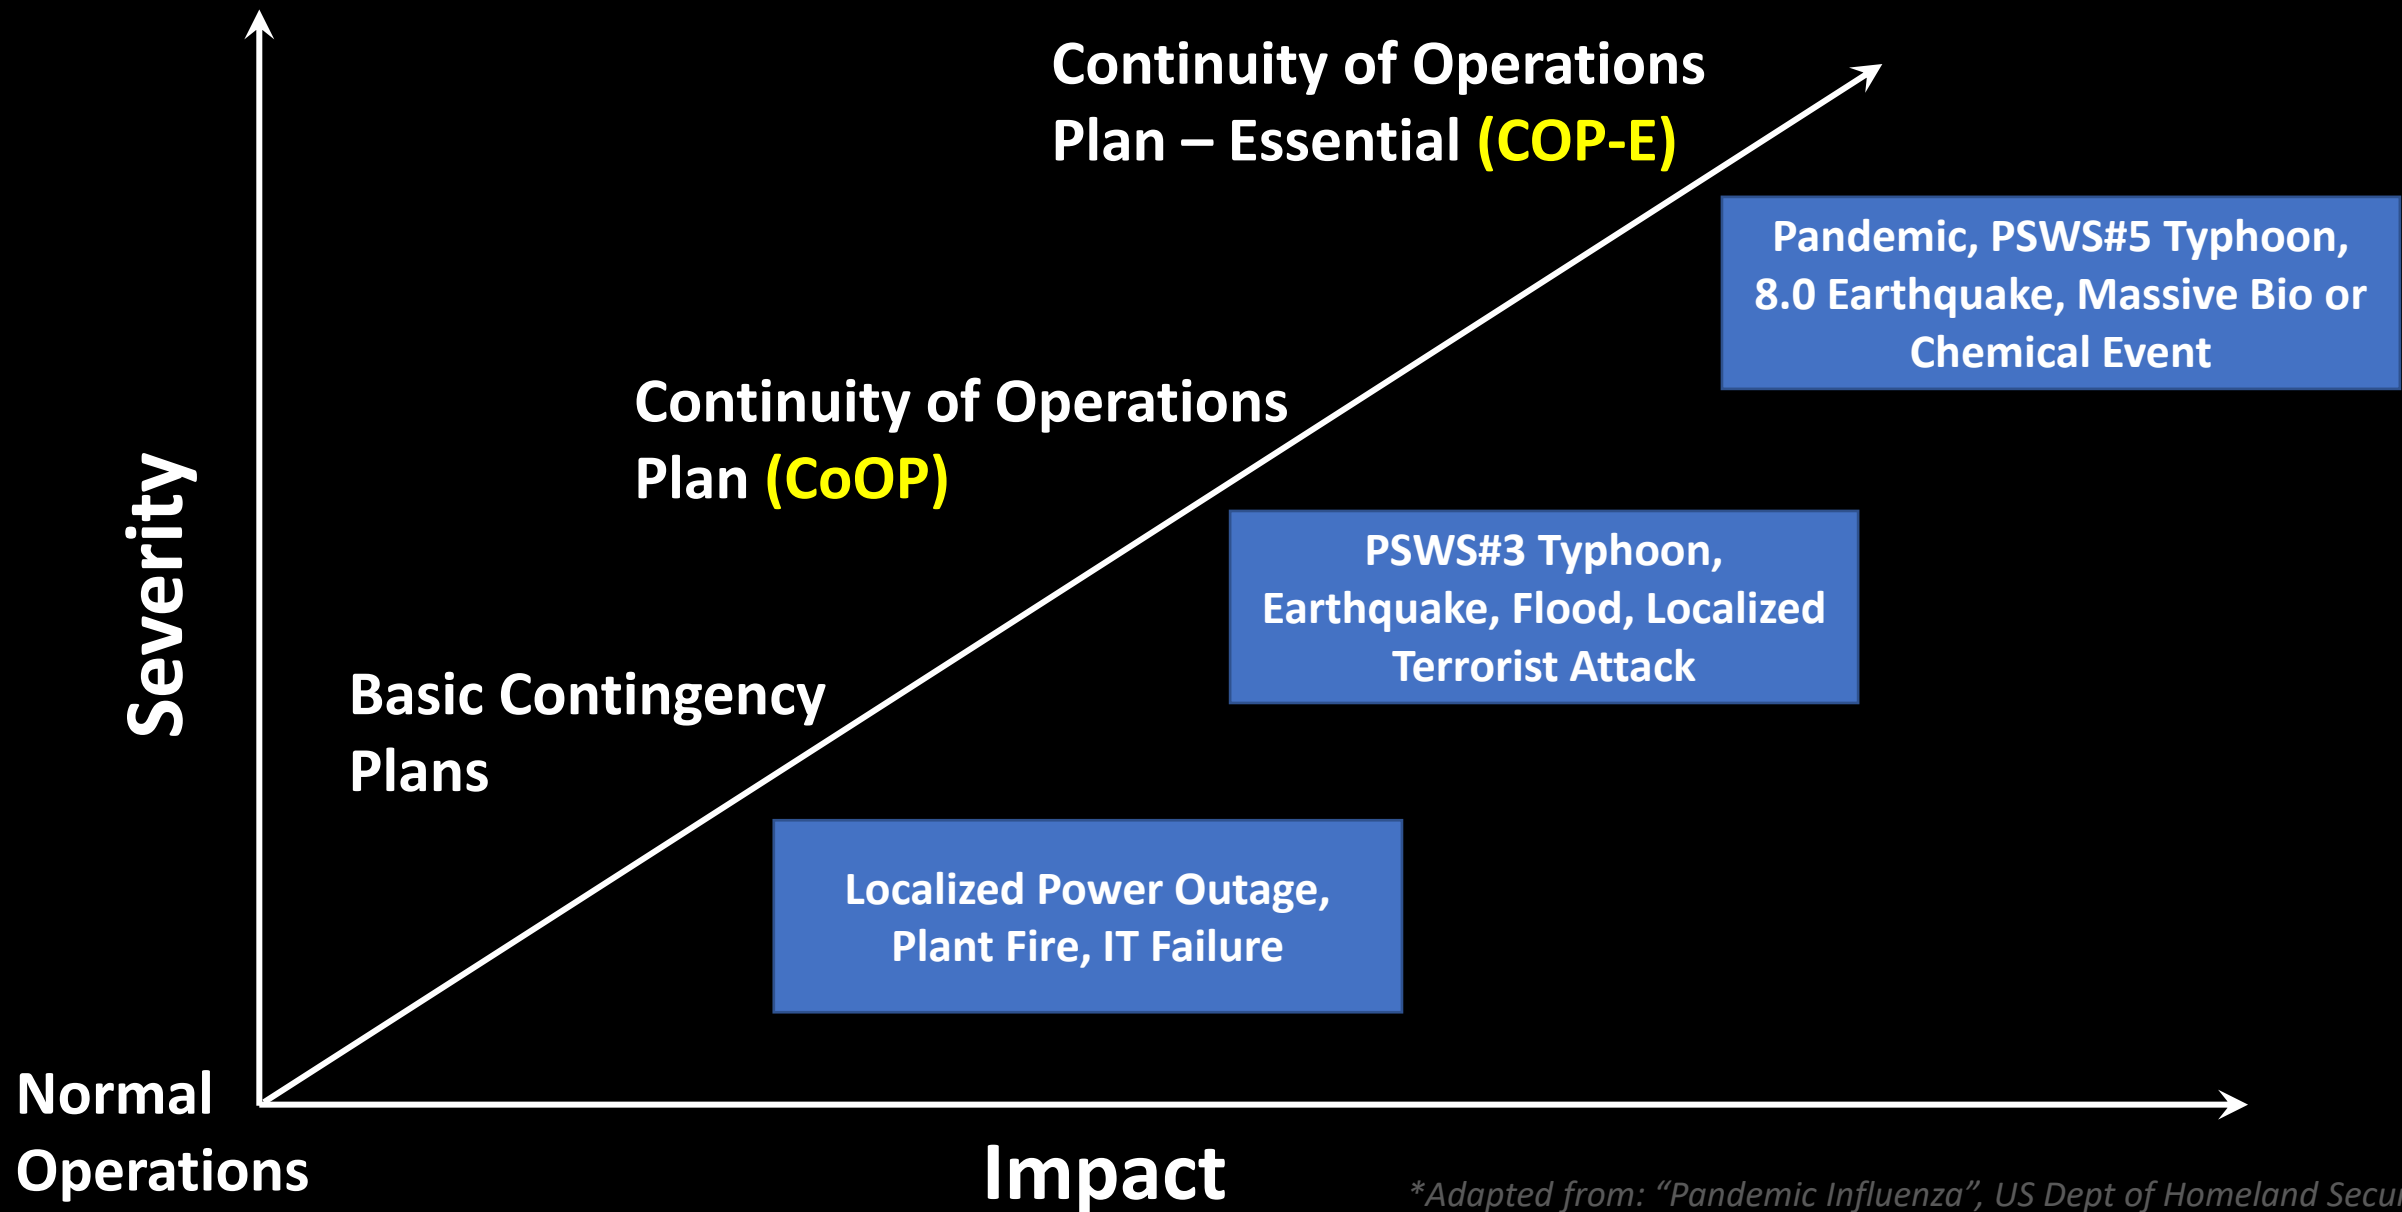 Continuity of Operations
Plan – Essential (COP-E)
Pandemic, PSWS#5 Typhoon,
8.0 Earthquake, Massive Bio or
Chemical Event
Continuity of Operations
Plan (CoOP)
PSWS#3 Typhoon,
Earthquake, Flood, Localized
Terrorist Attack
Severity
Basic Contingency
Plans
Localized Power Outage,
Plant Fire, IT Failure
Normal
Operations
Impact
*Adapted from: “Pandemic Influenza”, US Dept of Homeland